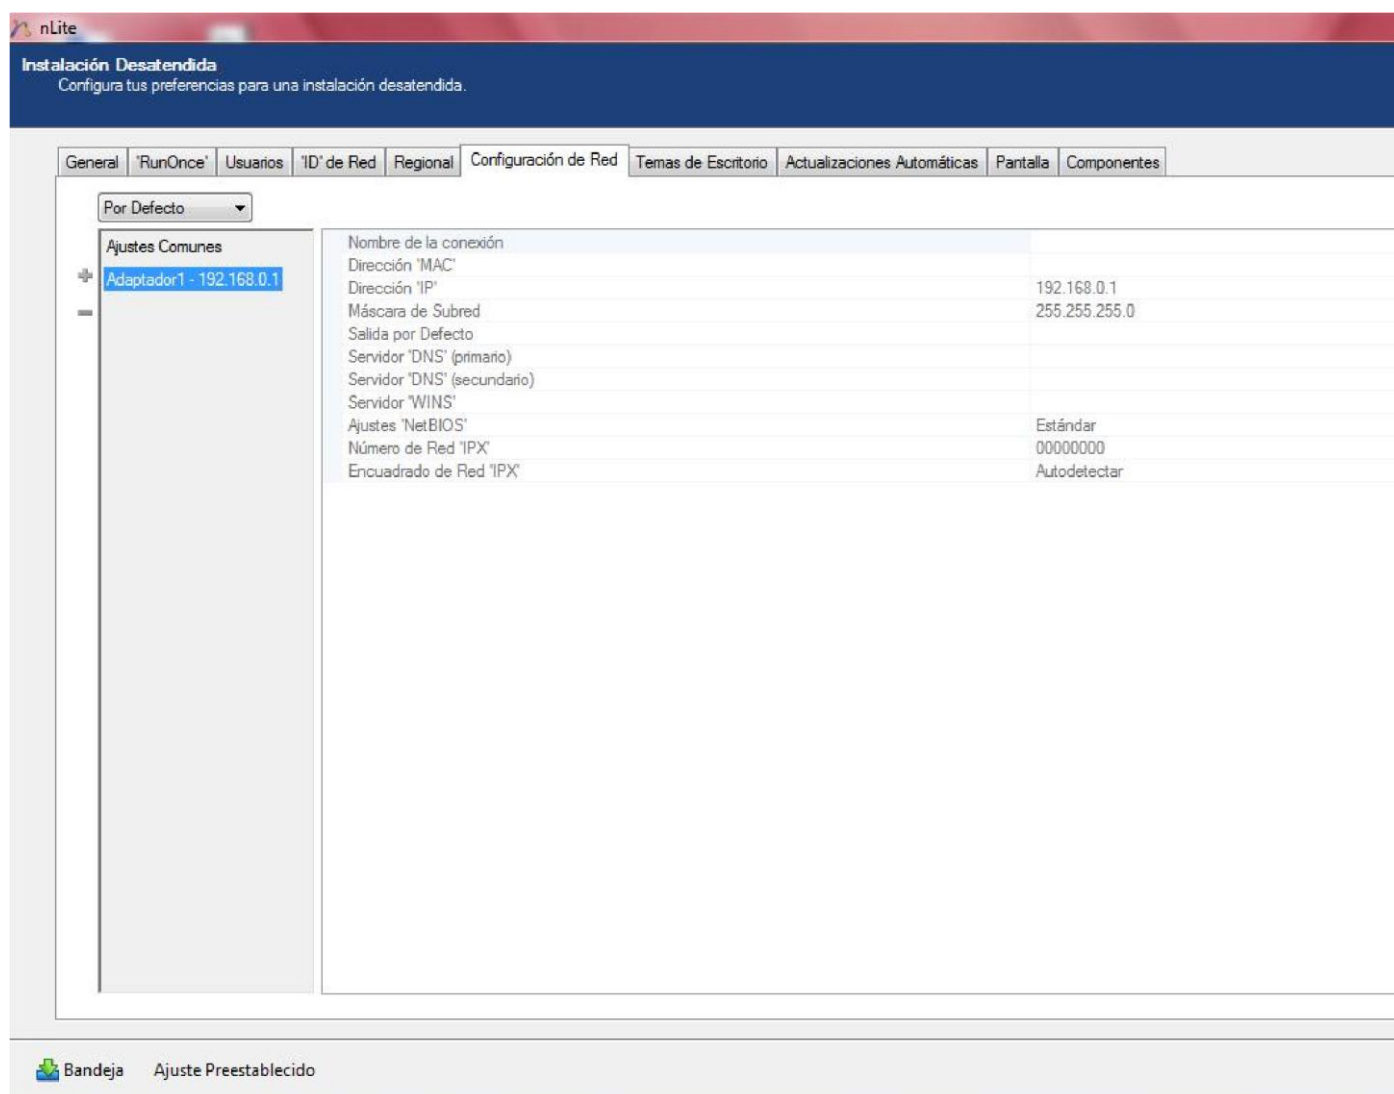 nLite
Instalación Desatendida
Configura tus preferencias para una instalación desatendida.
General 'RunOnce' Usuarios 'ID' de Red Regional Configuración de Red Temas de Escritorio Actualizaciones Automáticas Pantalla Componentes
Por Defecto
Ajustes Comunes
Adaptador1 - 192.168.0.1
Nombre de la conexión
Dirección 'MAC'
Dirección 'IP' 192.168.0.1
Máscara de Subred 255.255.255.0
Salida por Defecto
Servidor 'DNS' (primario)
Servidor 'DNS' (secundario)
Servidor 'WINS'
Ajustes 'NetBIOS' Estándar
Número de Red 'IPX' 00000000
Encuadrado de Red 'IPX' Autodetectar
Bandeja Ajuste Preestablecido